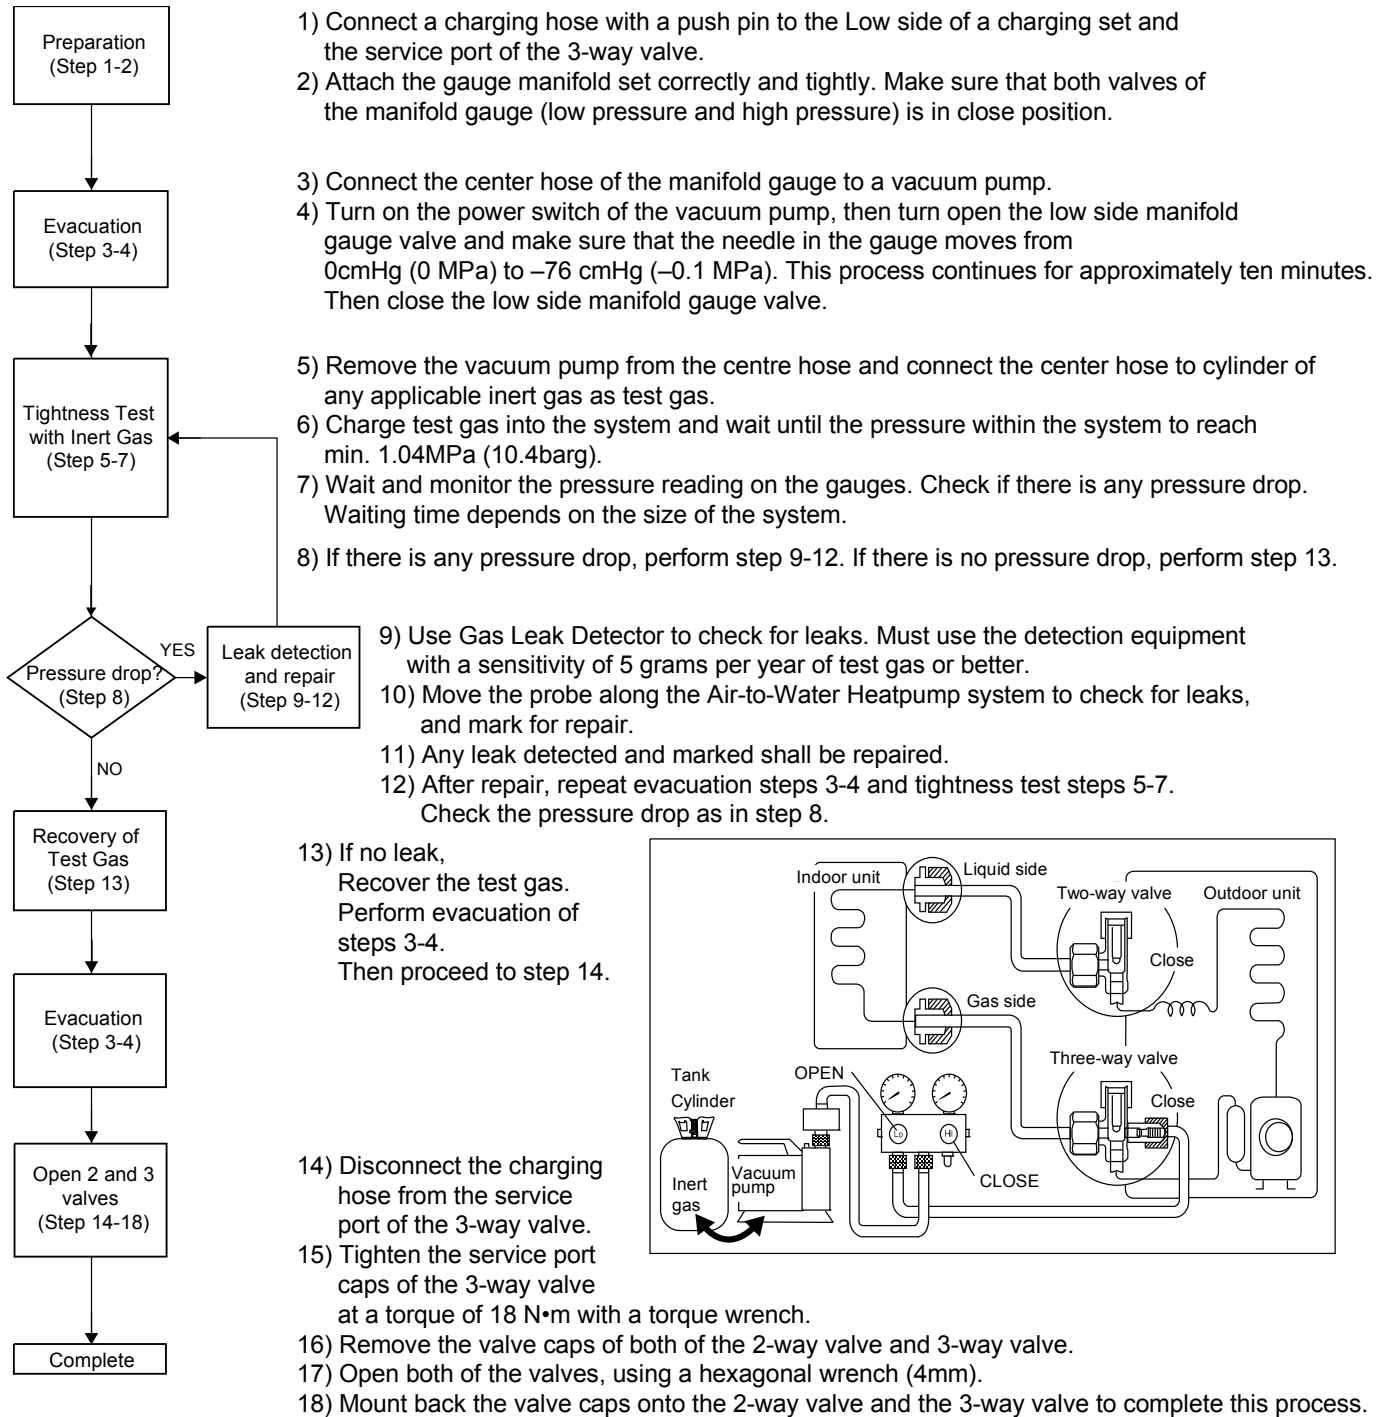 Preparation
(Step 1-2)
1) Connect a charging hose with a push pin to the Low side of a charging set and
the service port of the 3-way valve.
2) Attach the gauge manifold set correctly and tightly. Make sure that both valves of
the manifold gauge (low pressure and high pressure) is in close position.
Evacuation
(Step 3-4)
3) Connect the center hose of the manifold gauge to a vacuum pump.
4) Turn on the power switch of the vacuum pump, then turn open the low side manifold
gauge valve and make sure that the needle in the gauge moves from
0cmHg (0 MPa) to –76 cmHg (–0.1 MPa). This process continues for approximately ten minutes.
Then close the low side manifold gauge valve.
Tightness Test
with Inert Gas
(Step 5-7)
5) Remove the vacuum pump from the centre hose and connect the center hose to cylinder of
any applicable inert gas as test gas.
6) Charge test gas into the system and wait until the pressure within the system to reach
min. 1.04MPa (10.4barg).
7) Wait and monitor the pressure reading on the gauges. Check if there is any pressure drop.
Waiting time depends on the size of the system.
8) If there is any pressure drop, perform step 9-12. If there is no pressure drop, perform step 13.
Pressure drop?
(Step 8)
YES
NO
Leak detection
and repair
(Step 9-12)
9) Use Gas Leak Detector to check for leaks. Must use the detection equipment
with a sensitivity of 5 grams per year of test gas or better.
10) Move the probe along the Air-to-Water Heatpump system to check for leaks,
and mark for repair.
11) Any leak detected and marked shall be repaired.
12) After repair, repeat evacuation steps 3-4 and tightness test steps 5-7.
Check the pressure drop as in step 8.
Recovery of
Test Gas
(Step 13)
13) If no leak,
Recover the test gas.
Perform evacuation of
steps 3-4.
Then proceed to step 14.
Evacuation
(Step 3-4)
Indoor unit
Liquid side
Two-way valve
Outdoor unit
Close
Gas side
Three-way valve
Close
Tank
Cylinder
OPEN
Lo
Hi
CLOSE
Inert
gas
Vacuum
pump
Open 2 and 3
valves
(Step 14-18)
14) Disconnect the charging
hose from the service
port of the 3-way valve.
15) Tighten the service port
caps of the 3-way valve
at a torque of 18 N•m with a torque wrench.
16) Remove the valve caps of both of the 2-way valve and 3-way valve.
17) Open both of the valves, using a hexagonal wrench (4mm).
18) Mount back the valve caps onto the 2-way valve and the 3-way valve to complete this process.
Complete